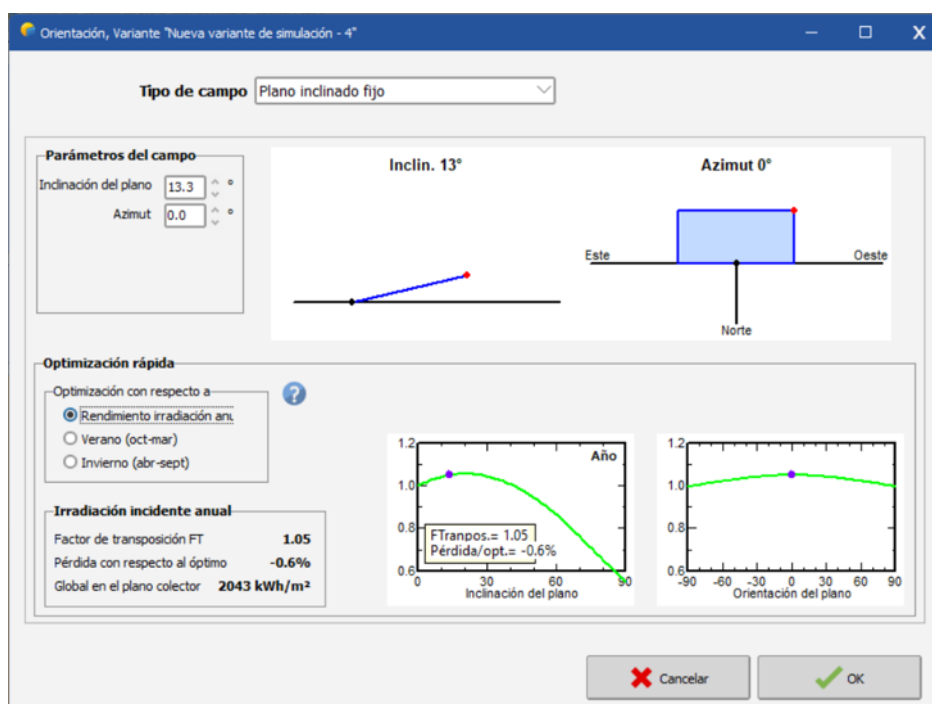 Orientación, Variante "Nueva variante de simulación - 4"
Tipo de campo Plano inclinado fijo
Parámetros del campo
Inclinación del plano 13.3 °
Azimut 0.0 °
Inclin. 13°
Azimut 0°
Este
Oeste
Norte
Optimización rápida
Optimización con respecto a
Rendimiento irradiación anu
Verano (oct-mar)
Invierno (abr-sept)
?
Irradiación incidente anual
Factor de transposición FT 1.05
Pérdida con respecto al óptimo -0.6%
Global en el plano colector 2043 kWh/m²
1.2
1.0
0.8
0.6
Año
FTranpos.= 1.05
Pérdida/opt.= -0.6%
0 30 60 90
Inclinación del plano
1.2
1.0
0.8
0.6
-90 -60 -30 0 30 60 90
Orientación del plano
Cancelar
OK